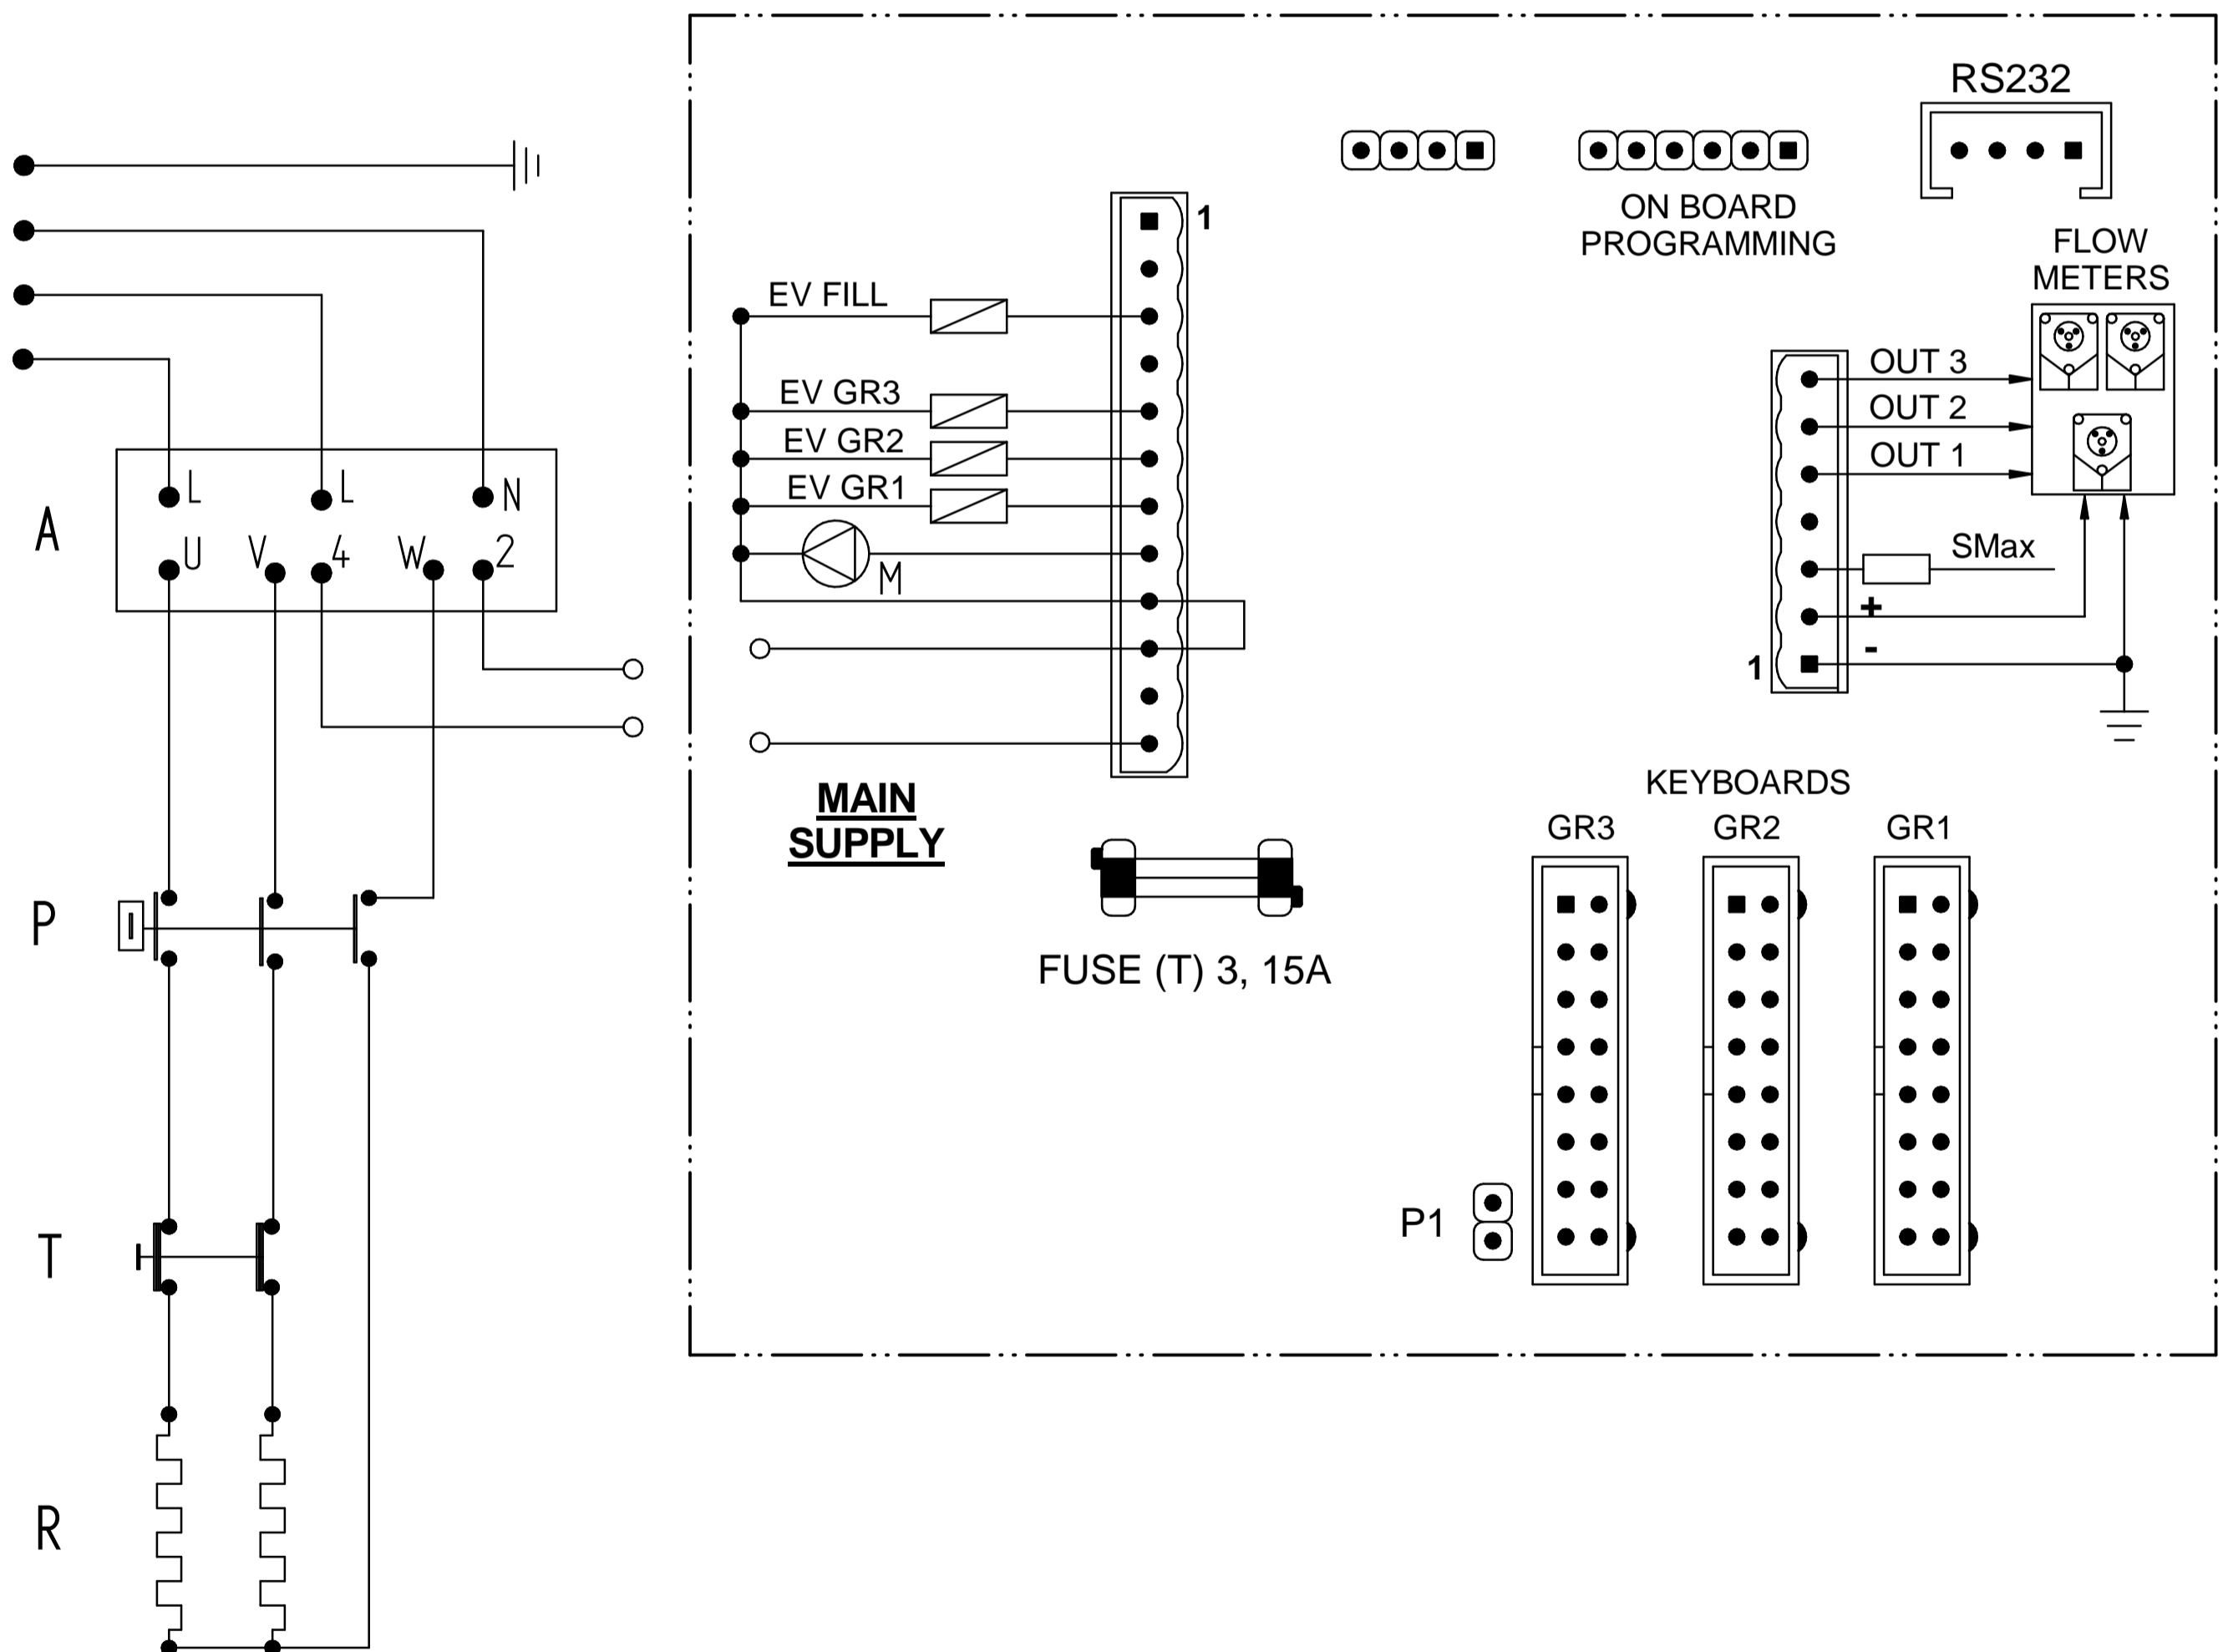 RS232
1
ON BOARD
PROGRAMMING
FLOW
METERS
EV FILL
OUT 3
EV GR3
OUT 2
EV GR2
OUT 1
EV GR1
L L N
A
U V 4 W 2
SMax
M
+
-
1
MAIN
SUPPLY
KEYBOARDS
GR3 GR2 GR1
P
FUSE (T) 3, 15A
P1
T
R